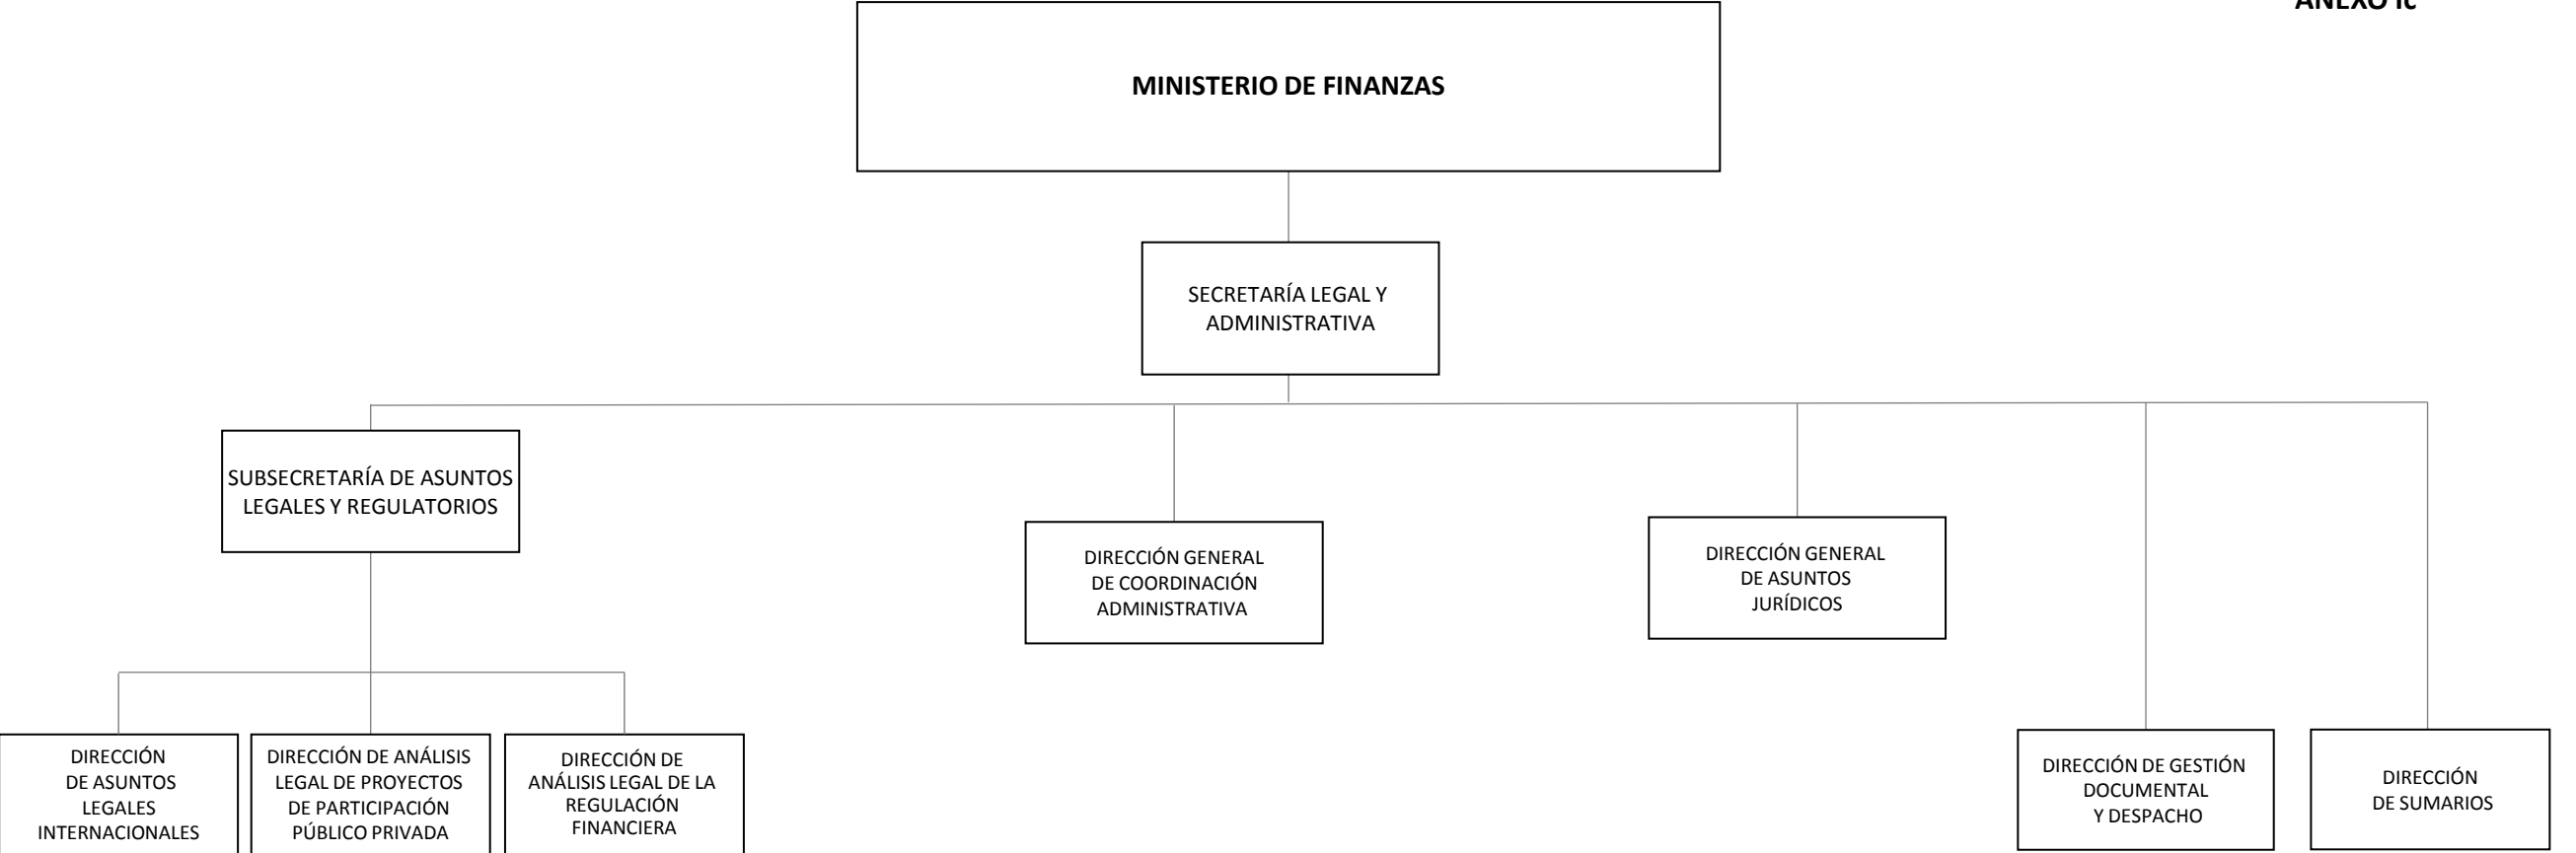 ANEXO Ic
MINISTERIO DE FINANZAS
SECRETARÍA LEGAL Y
ADMINISTRATIVA
SUBSECRETARÍA DE ASUNTOS
LEGALES Y REGULATORIOS
DIRECCIÓN GENERAL
DE COORDINACIÓN
ADMINISTRATIVA
DIRECCIÓN GENERAL
DE ASUNTOS
JURÍDICOS
DIRECCIÓN
DE ASUNTOS
LEGALES
INTERNACIONALES
DIRECCIÓN DE ANÁLISIS
LEGAL DE PROYECTOS
DE PARTICIPACIÓN
PÚBLICO PRIVADA
DIRECCIÓN DE
ANÁLISIS LEGAL DE LA
REGULACIÓN
FINANCIERA
DIRECCIÓN DE GESTIÓN
DOCUMENTAL
Y DESPACHO
DIRECCIÓN
DE SUMARIOS